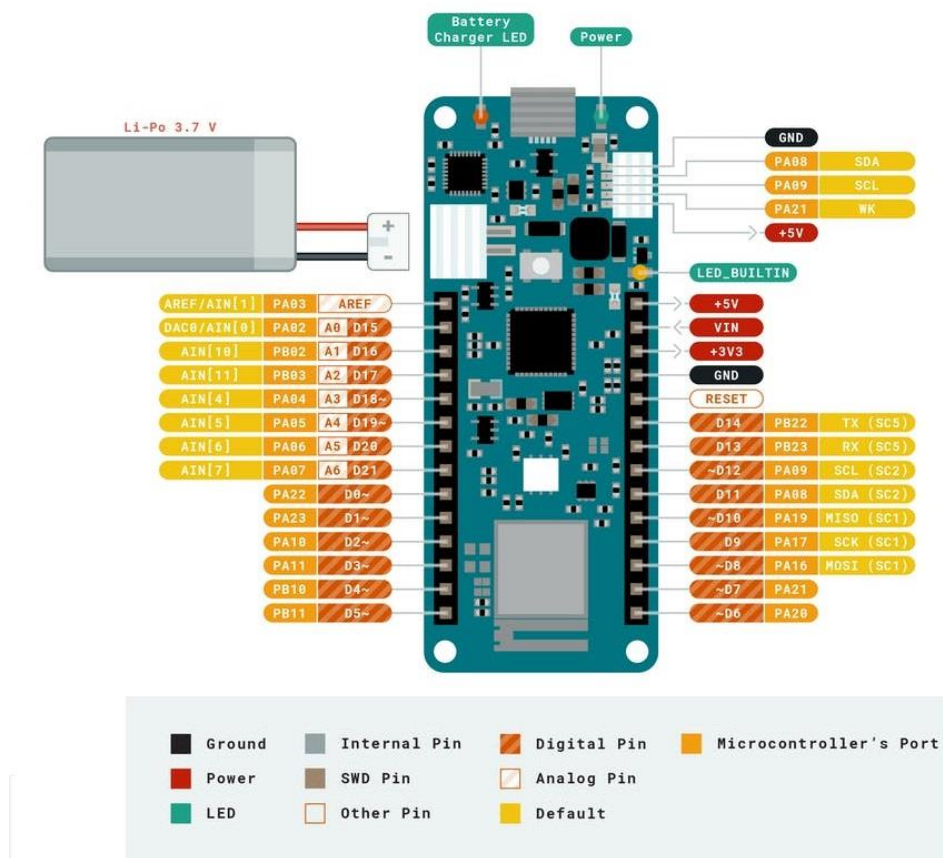 Battery
Charger LED
Power
Li-Po 3.7 V
+
-
GND
PA08 SDA
PA09 SCL
PA21 WK
+5V
LED_BUILTIN
AREF/AIN[1] PA03 AREF
DAC0/AIN[0] PA02 A0 D15
AIN[10] PB02 A1 D16
AIN[11] PB03 A2 D17
AIN[4] PA04 A3 D18~
AIN[5] PA05 A4 D19~
AIN[6] PA06 A5 D20
AIN[7] PA07 A6 D21
PA22 D0~
PA23 D1~
PA10 D2~
PA11 D3~
PB10 D4~
PB11 D5~
+5V
VIN
+3V3
GND
RESET
D14 PB22 TX (SC5)
D13 PB23 RX (SC5)
~D12 PA09 SCL (SC2)
D11 PA08 SDA (SC2)
~D10 PA19 MISO (SC1)
D9 PA17 SCK (SC1)
~D8 PA16 MOSI (SC1)
~D7 PA21
~D6 PA20
Ground
Internal Pin
Digital Pin
Microcontroller's Port
Power
SWD Pin
Analog Pin
LED
Other Pin
Default